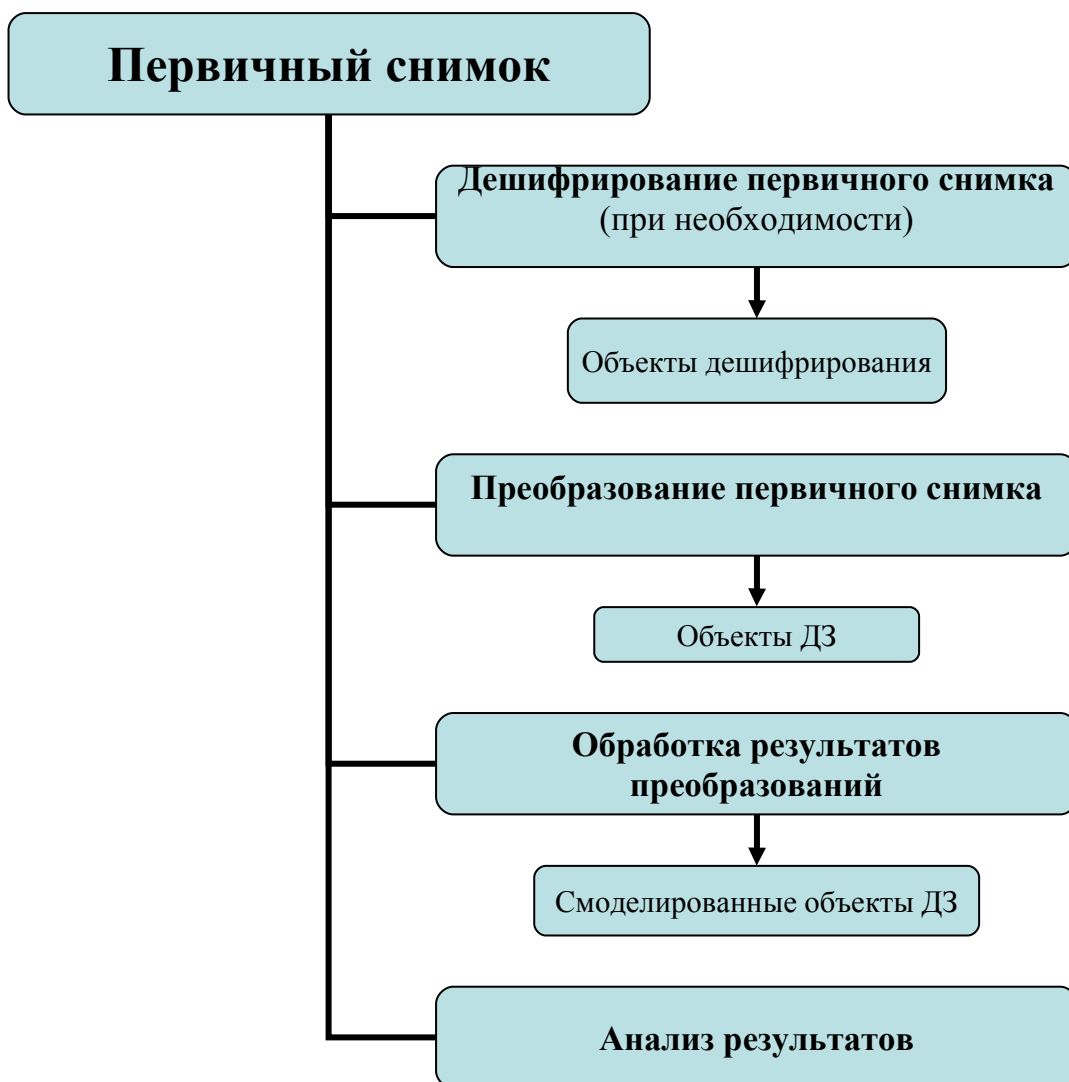 Первичный снимок
Дешифрирование первичного снимка
(при необходимости)
Объекты дешифрирования
Преобразование первичного снимка
Объекты ДЗ
Обработка результатов
преобразований
Смоделированные объекты ДЗ
Анализ результатов